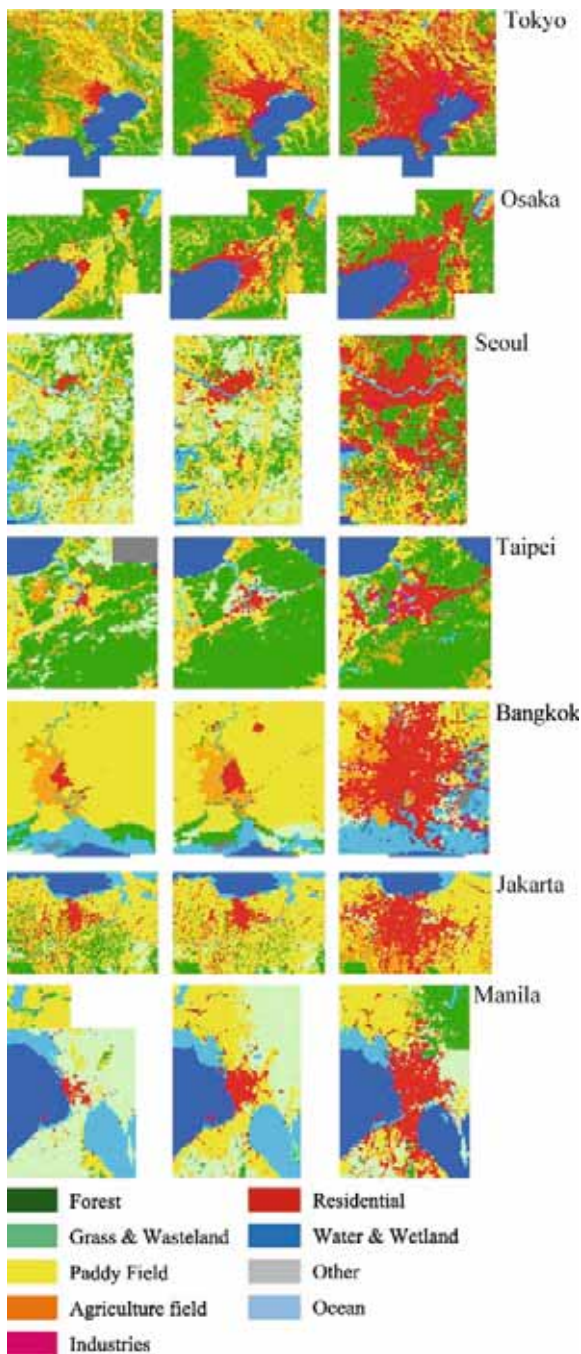 Tokyo
Osaka
Seoul
Taipei
Bangkok
Jakarta
Manila
Forest
Residential
Grass & Wasteland
Water & Wetland
Paddy Field
Other
Agriculture field
Ocean
Industries